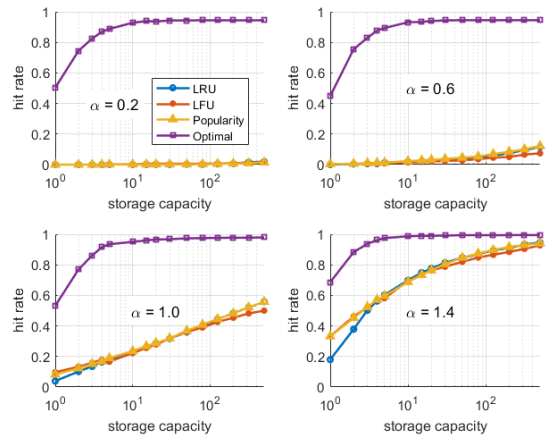 1
0.8
0.6
0.4
0.2
0
hit rate
α = 0.2
LRU
LFU
Popularity
Optimal
10^0
10^1
10^2
storage capacity
1
0.8
0.6
0.4
0.2
0
hit rate
α = 0.6
10^0
10^1
10^2
storage capacity
1
0.8
0.6
0.4
0.2
0
hit rate
α = 1.0
10^0
10^1
10^2
storage capacity
1
0.8
0.6
0.4
0.2
0
hit rate
α = 1.4
10^0
10^1
10^2
storage capacity